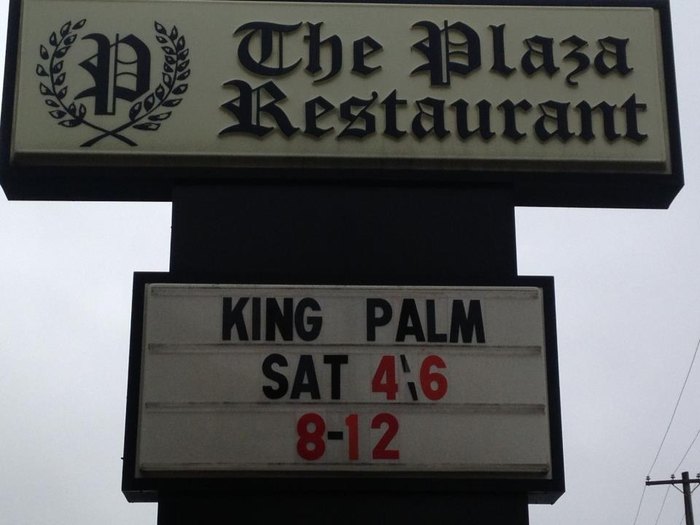 P
The Plaza
Restaurant
KING PALM
SAT 4\6
8-12